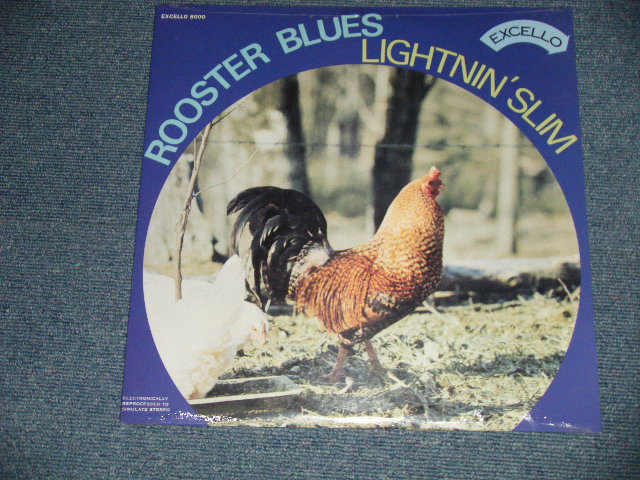 EXCELLO 8000
ROOSTER BLUES
LIGHTNIN' SLIM
EXCELLO
ELECTRONICALLY
REPROCESSED TO
SIMULATE STEREO